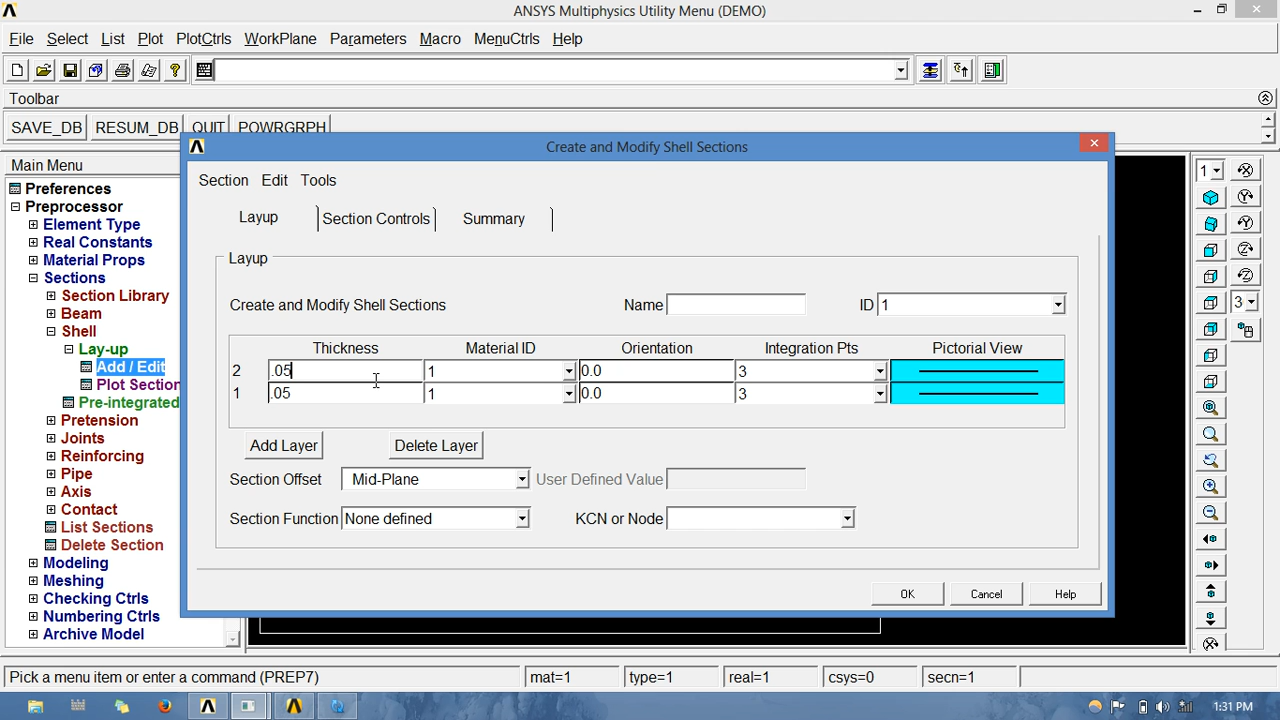 ANSYS Multiphysics Utility Menu (DEMO)
File Select List Plot PlotCtrls WorkPlane Parameters Macro MenuCtrls Help
Toolbar
SAVE_DB RESUM_DB QUIT POWRGRPH
Main Menu
Preferences
Preprocessor
Element Type
Real Constants
Material Props
Sections
Section Library
Beam
Shell
Lay-up
Add / Edit
Plot Section
Pre-integrated
Pretension
Joints
Reinforcing
Pipe
Axis
Contact
List Sections
Delete Section
Modeling
Meshing
Checking Ctrls
Numbering Ctrls
Archive Model
Create and Modify Shell Sections
Section Edit Tools
Layup Section Controls Summary
Layup
Create and Modify Shell Sections Name ID 1
Thickness Material ID Orientation Integration Pts Pictorial View
2 .05 1 0.0 3
1 .05 1 0.0 3
Add Layer Delete Layer
Section Offset Mid-Plane User Defined Value
Section Function None defined KCN or Node
OK Cancel Help
1
3
Pick a menu item or enter a command (PREP7) mat=1 type=1 real=1 csys=0 secn=1
1:31 PM